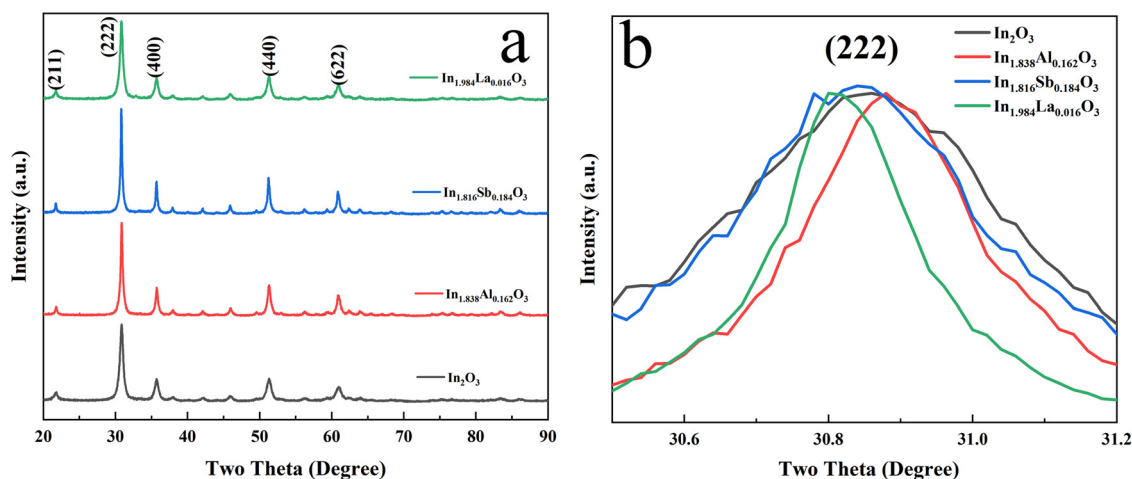 a
(211)
(222)
(400)
(440)
(622)
In1.984La0.016O3
In1.816Sb0.184O3
In1.838Al0.162O3
In2O3
Intensity (a.u.)
20 30 40 50 60 70 80 90
Two Theta (Degree)
b
(222)
In2O3
In1.838Al0.162O3
In1.816Sb0.184O3
In1.984La0.016O3
Intensity (a.u.)
30.6 30.8 31.0 31.2
Two Theta (Degree)